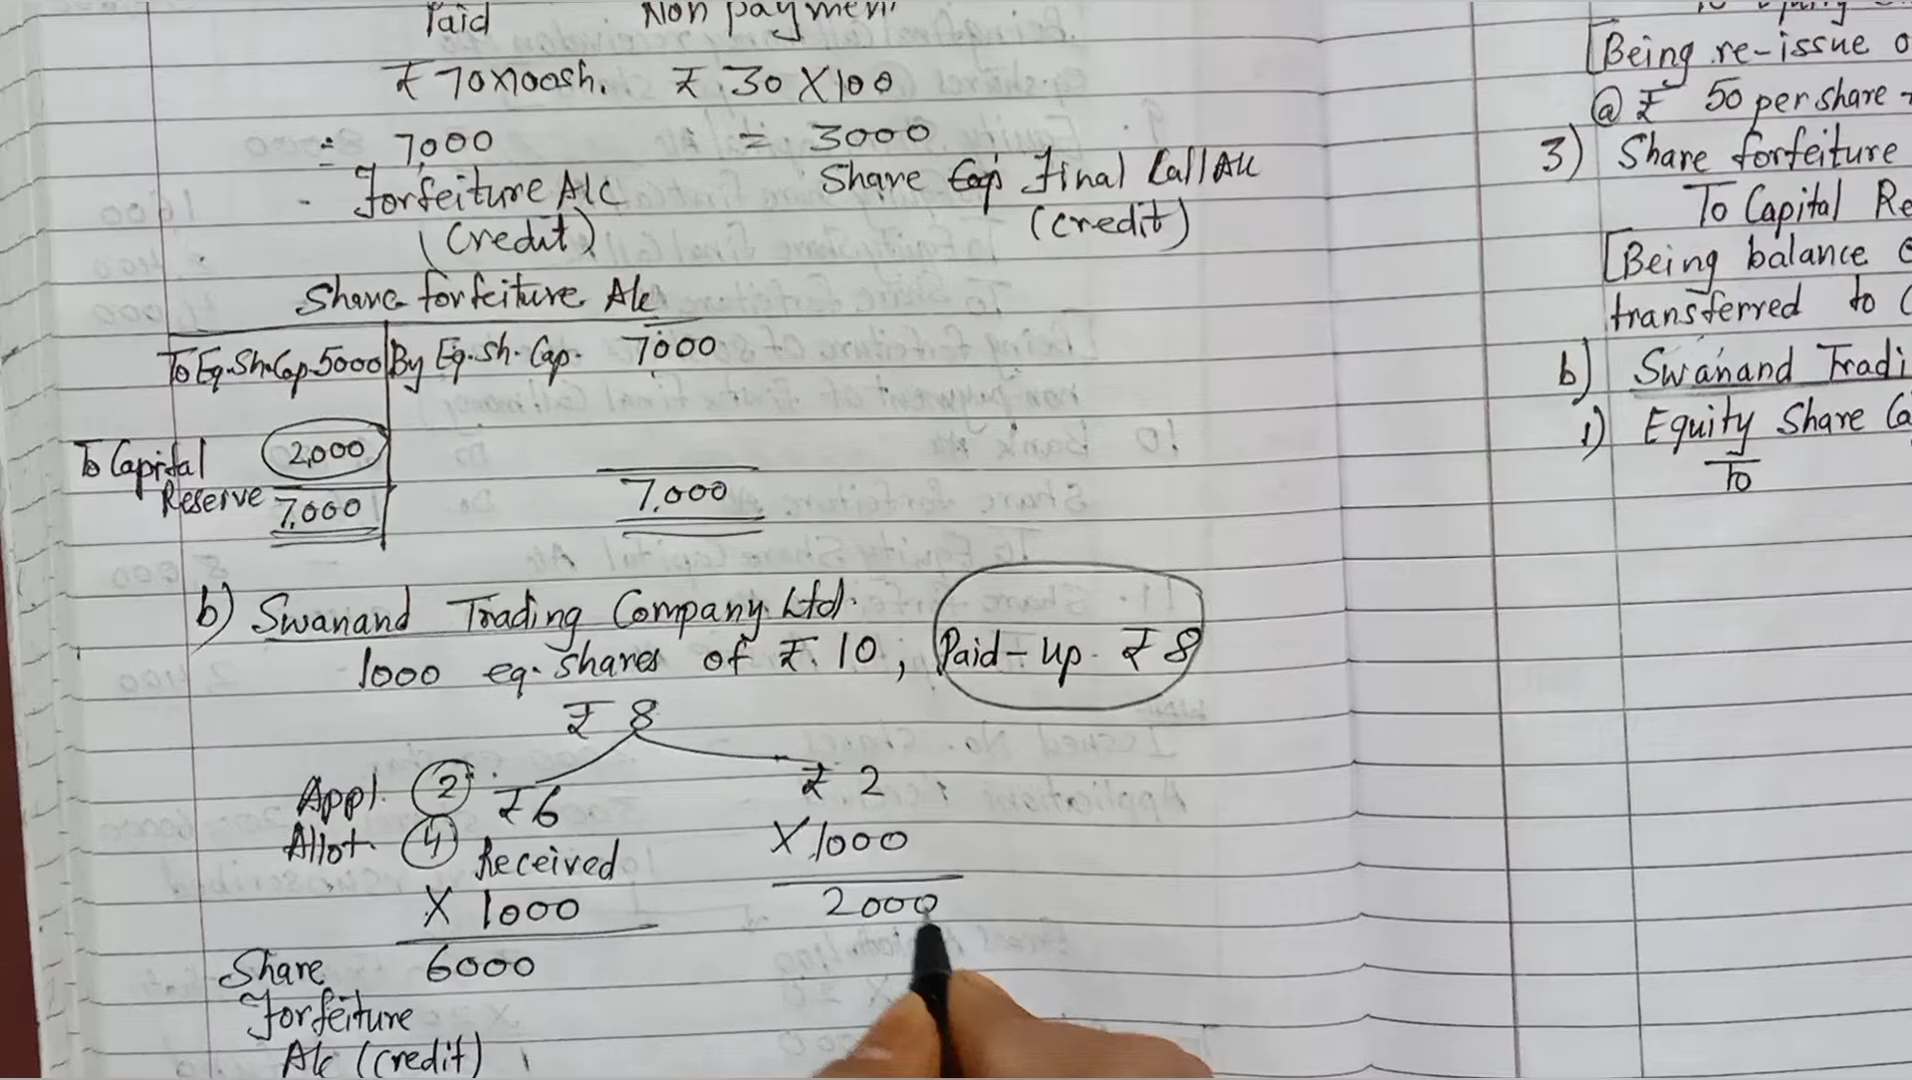 Paid Non payment
₹ 70x100sh. ₹ 30 X 100
= 7,000 = 3000
Forfeiture A/c Share Cap Final Call A/c
(Credit) (credit)
Share forfeiture A/c
To Eq. Sh. Cap. 5000 By Eq. Sh. Cap. 7000
To Capital 2,000
Reserve 7,000 7,000
b) Swanand Trading Company Ltd.
1000 eq. shares of ₹. 10, Paid-up ₹ 8
₹ 8
Appl. 2 ₹6 ₹ 2
Allot. 4 Received X 1000
X 1000 2000
Share 6000
Forfeiture
A/c (credit)
[Being re-issue
@ ₹ 50 per share
3) Share forfeiture
To Capital Re
[Being balance
transferred to
b) Swanand Tradi
1) Equity Share Ca
To